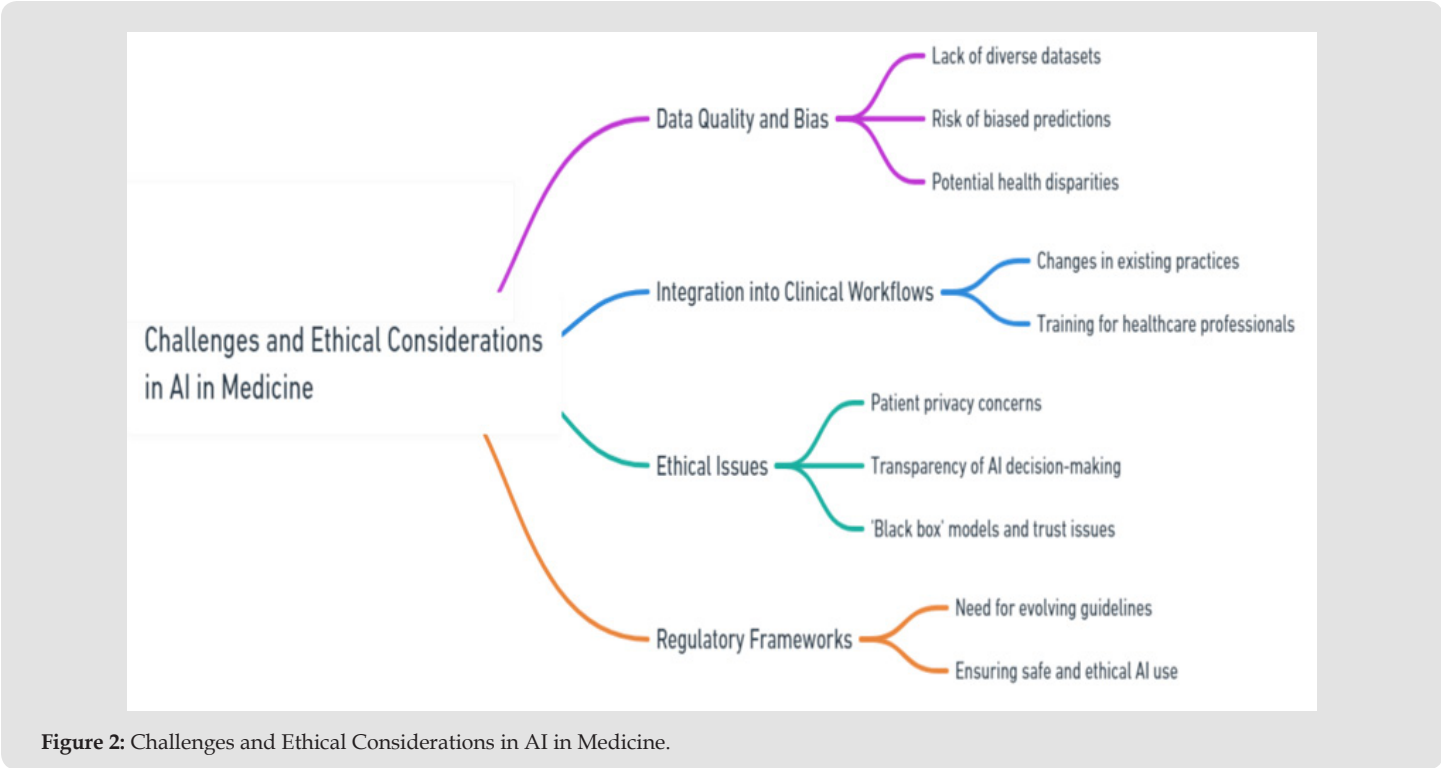 Challenges and Ethical Considerations
in AI in Medicine
Data Quality and Bias
Lack of diverse datasets
Risk of biased predictions
Potential health disparities
Integration into Clinical Workflows
Changes in existing practices
Training for healthcare professionals
Ethical Issues
Patient privacy concerns
Transparency of AI decision-making
'Black box' models and trust issues
Regulatory Frameworks
Need for evolving guidelines
Ensuring safe and ethical AI use
Figure 2: Challenges and Ethical Considerations in AI in Medicine.